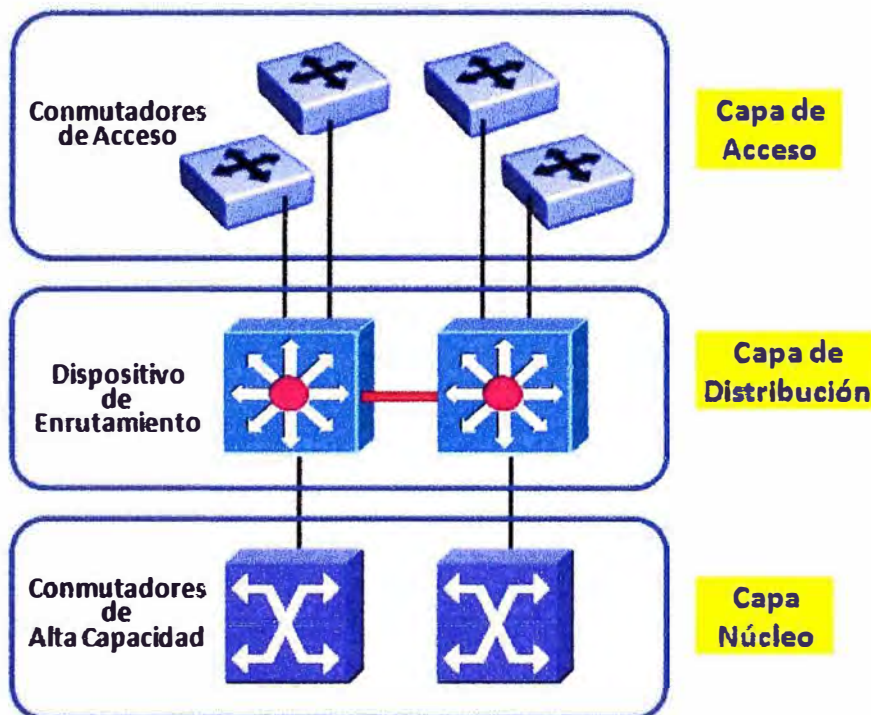 Conmutadores
de Acceso
Capa de
Acceso
Dispositivo
de
Enrutamiento
Capa de
Distribución
Conmutadores
de
Alta Capacidad
Capa
Núcleo